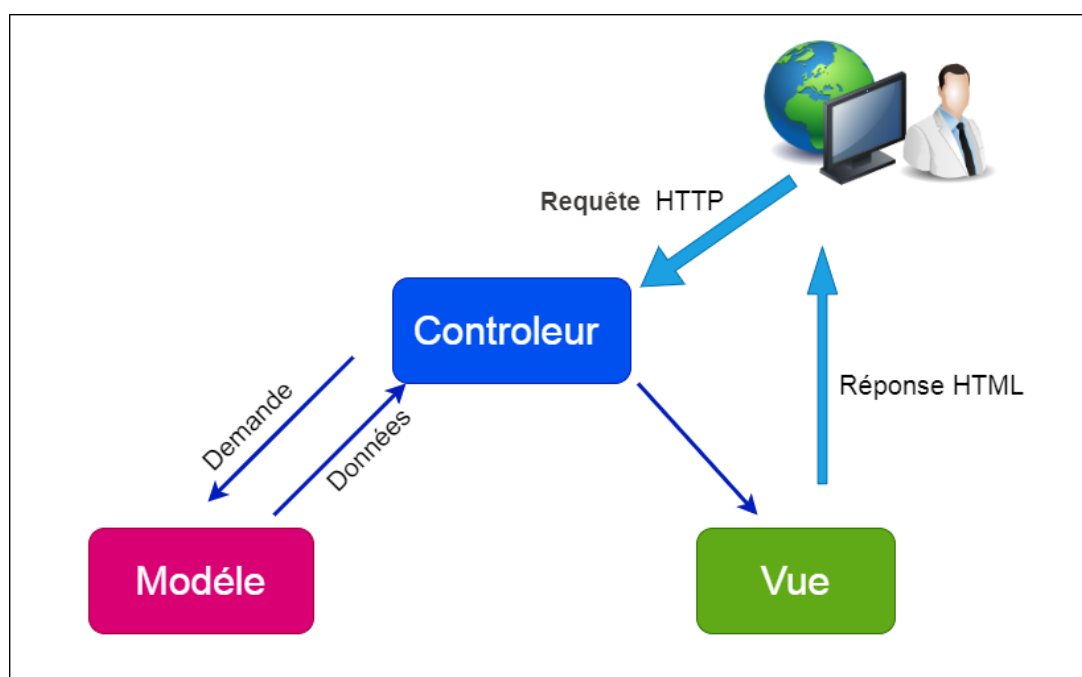 Requête HTTP
Controleur
Réponse HTML
Demande
Données
Modéle
Vue